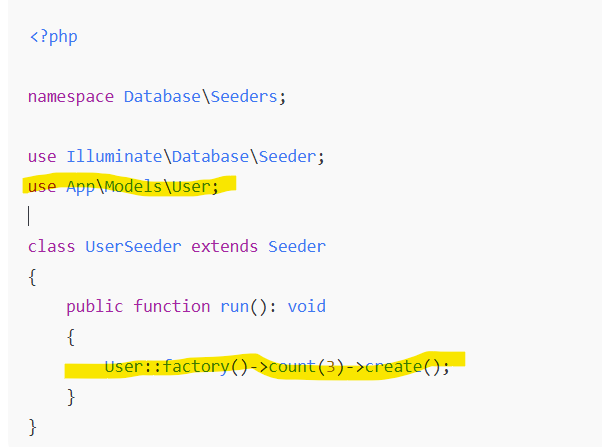 <?php
namespace Database\Seeders;
use Illuminate\Database\Seeder;
use App\Models\User;
class UserSeeder extends Seeder
{
    public function run(): void
    {
        User::factory()->count(3)->create();
    }
}